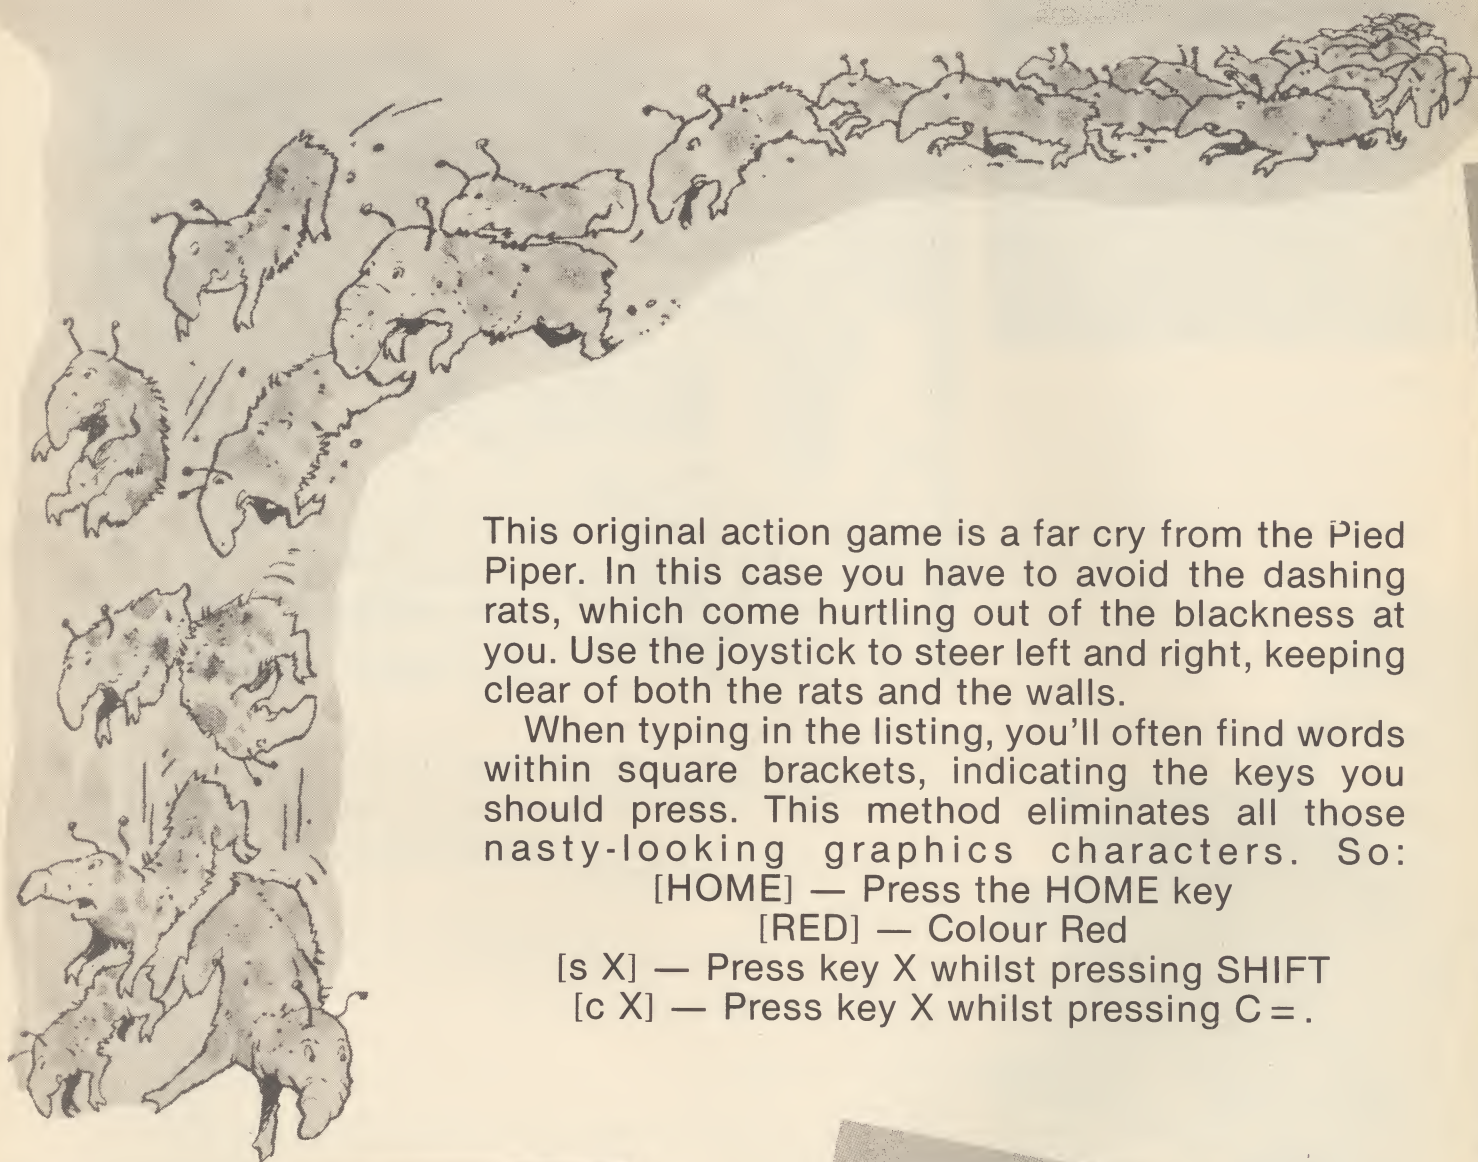 This original action game is a far cry from the Pied
Piper. In this case you have to avoid the dashing
rats, which come hurtling out of the blackness at
you. Use the joystick to steer left and right, keeping
clear of both the rats and the walls.
When typing in the listing, you'll often find words
within square brackets, indicating the keys you
should press. This method eliminates all those
nasty-looking graphics characters. So:
[HOME] — Press the HOME key
[RED] — Colour Red
[s X] — Press key X whilst pressing SHIFT
[c X] — Press key X whilst pressing C=.